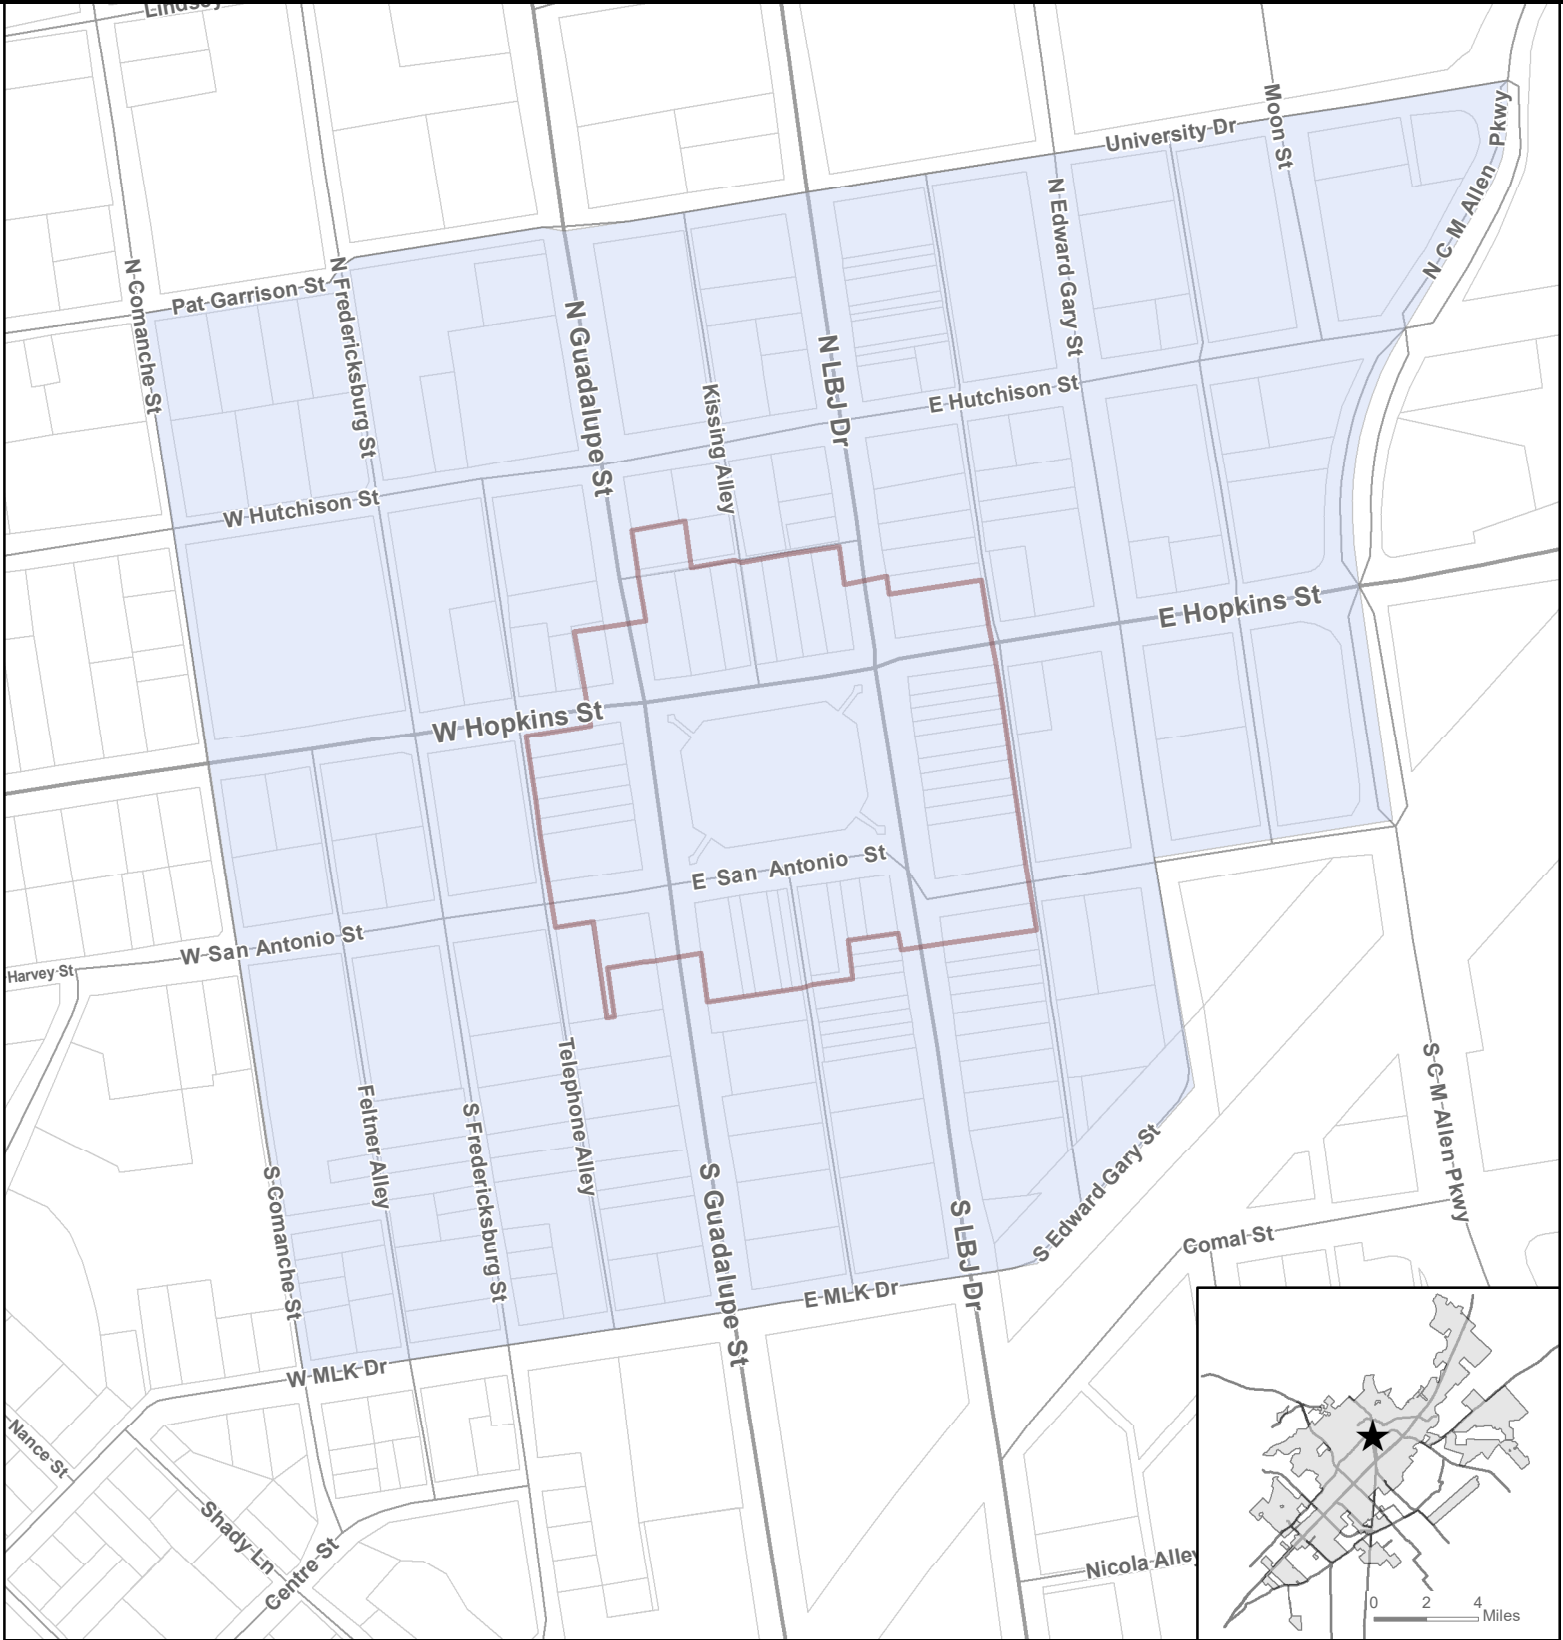 Lindsey
University Dr
Moon St
N C M Allen Pkwy
N Comanche St
Pat Garrison St
N Fredericksburg St
N Guadalupe St
Kissing Alley
N LBJ Dr
N Edward Gary St
E Hutchison St
W Hutchison St
E Hopkins St
W Hopkins St
E San Antonio St
W San Antonio St
Harvey St
Telephone Alley
Feltner Alley
S Fredericksburg St
S Comanche St
S Guadalupe St
S LBJ Dr
S Edward Gary St
S C M Allen Pkwy
Comal St
E MLK Dr
W MLK Dr
Nance St
Shady Ln
Centre St
Nicola Alley
0 2 4
Miles